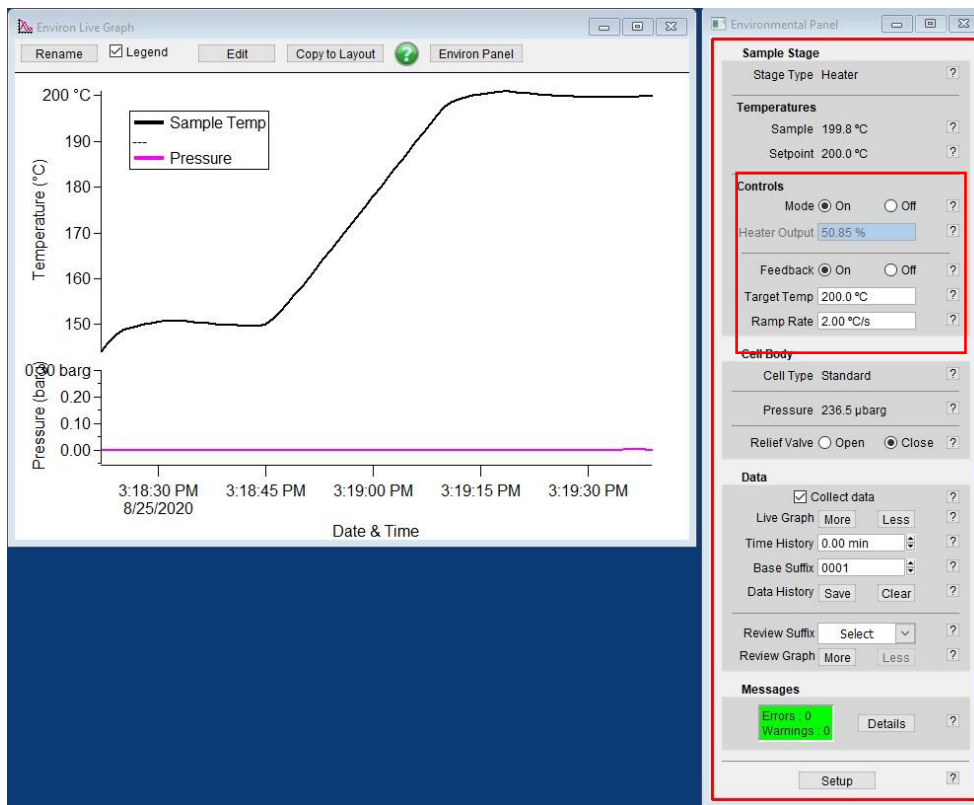 Environ Live Graph
Rename Legend Edit Copy to Layout ? Environ Panel
200 °C
190
180
170
160
150
Temperature (°C)
Sample Temp
---
Pressure
0.30 barg
0.20
0.10
0.00
Pressure (barg)
3:18:30 PM 3:18:45 PM 3:19:00 PM 3:19:15 PM 3:19:30 PM
8/25/2020
Date & Time
Environmental Panel
Sample Stage
Stage Type Heater ?
Temperatures
Sample 199.8 °C ?
Setpoint 200.0 °C ?
Controls
Mode On Off ?
Heater Output 50.85 % ?
Feedback On Off ?
Target Temp 200.0 °C ?
Ramp Rate 2.00 °C/s ?
Cell Body
Cell Type Standard ?
Pressure 236.5 µbarg ?
Relief Valve Open Close ?
Data
Collect data ?
Live Graph More Less ?
Time History 0.00 min ?
Base Suffix 0001 ?
Data History Save Clear ?
Review Suffix Select ?
Review Graph More Less ?
Messages
Errors : 0
Warnings : 0 Details ?
Setup ?